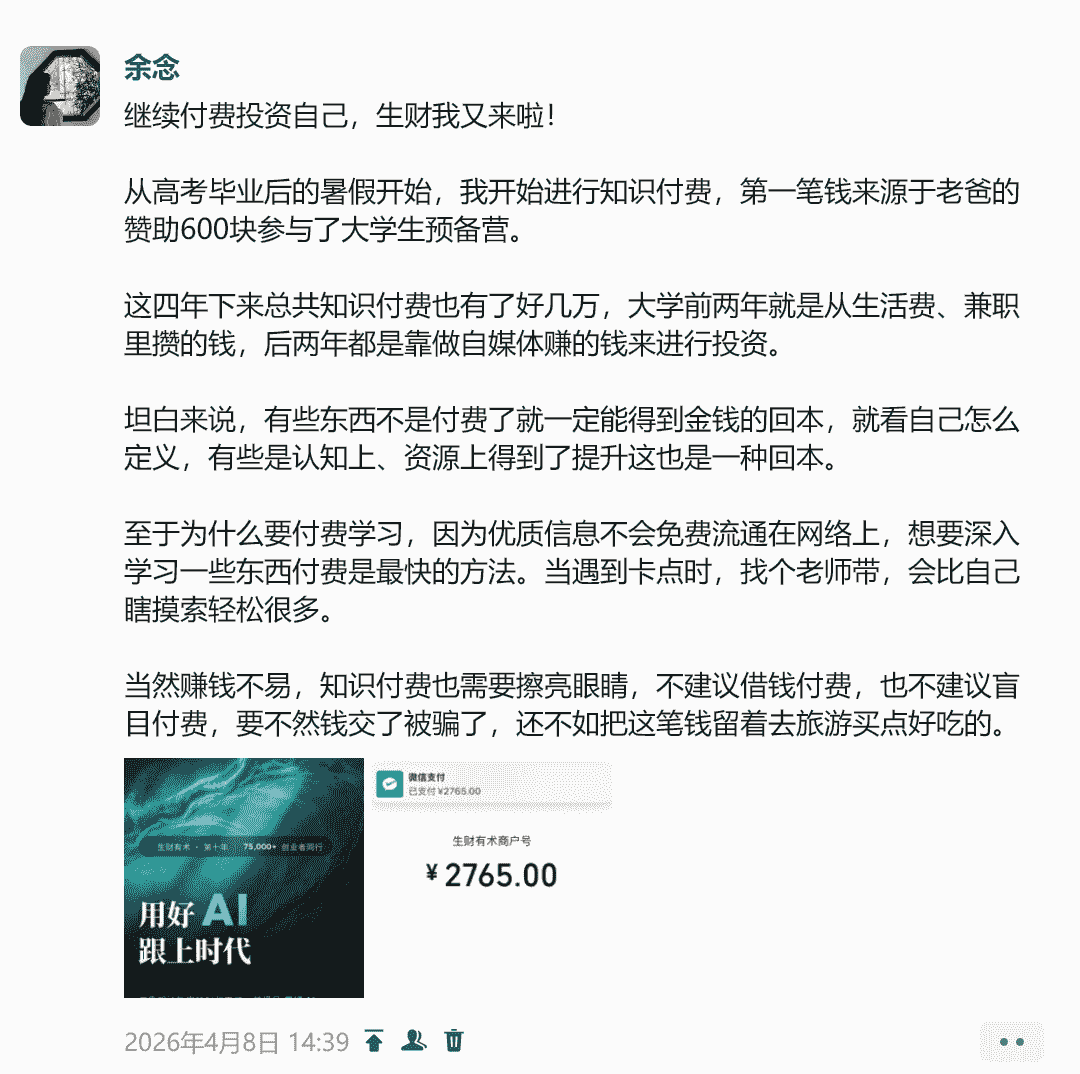 余念
继续付费投资自己，生财我又来啦！
从高考毕业后的暑假开始，我开始进行知识付费，第一笔钱来源于老爸的
赞助600块参与了大学生预备营。
这四年下来总共知识付费也有了好几万，大学前两年就是从生活费、兼职
里攒的钱，后两年都是靠做自媒体赚的钱来进行投资。
坦白来说，有些东西不是付费了就一定能得到金钱的回本，就看自己怎么
定义，有些是认知上、资源上得到了提升这也是一种回本。
至于为什么要付费学习，因为优质信息不会免费流通在网络上，想要深入
学习一些东西付费是最快的方法。当遇到卡点时，找个老师带，会比自己
瞎摸索轻松很多。
当然赚钱不易，知识付费也需要擦亮眼睛，不建议借钱付费，也不建议盲
目付费，要不然钱交了被骗了，还不如把这笔钱留着去旅游买点好吃的。
生财有术·第十年 75,000+ 创业者同行
用好 AI
跟上时代
微信支付
已支付¥2765.00
生财有术商户号
¥2765.00
2026年4月8日 14:39